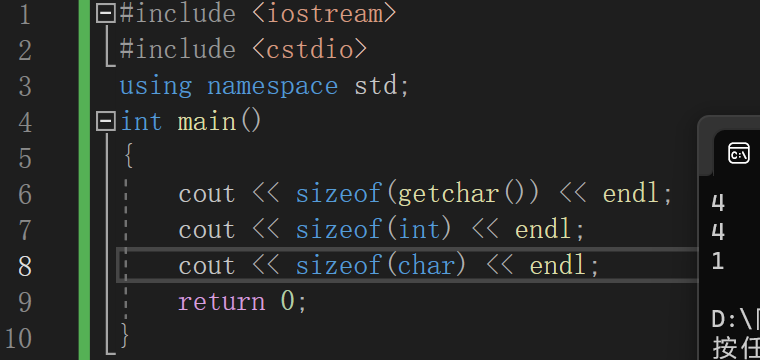 1 #include <iostream>
2 #include <cstdio>
3 using namespace std;
4 int main()
5 {
6 cout << sizeof(getchar()) << endl;
7 cout << sizeof(int) << endl;
8 cout << sizeof(char) << endl;
9 return 0;
10 }
C:\
4
4
1
D:\
按任